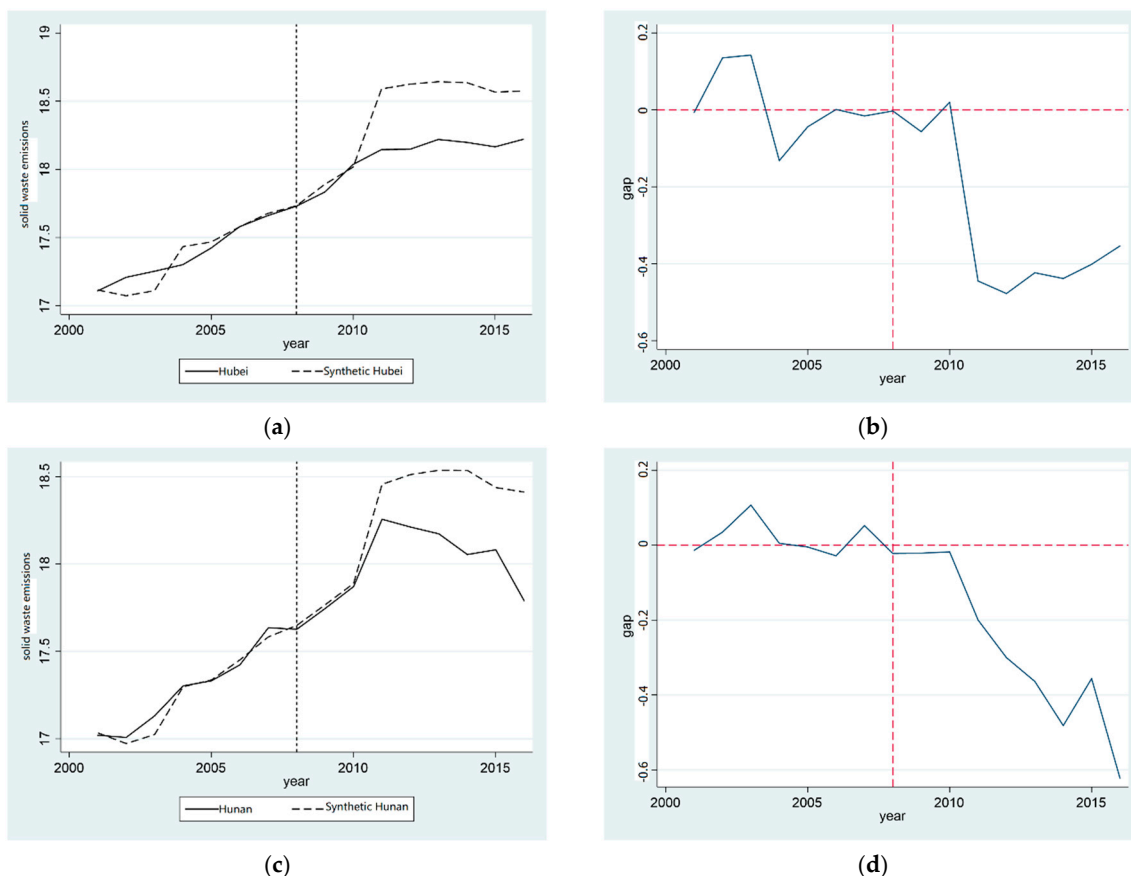 19
18.5
18
17.5
17
solid waste emissions
2000
2005
2010
2015
year
Hubei
Synthetic Hubei
(a)
0.2
0
-0.2
-0.4
-0.6
gap
2000
2005
2010
2015
year
(b)
18.5
18
17.5
17
solid waste emissions
2000
2005
2010
2015
year
Hunan
Synthetic Hunan
(c)
0.2
0
-0.2
-0.4
-0.6
gap
2000
2005
2010
2015
year
(d)